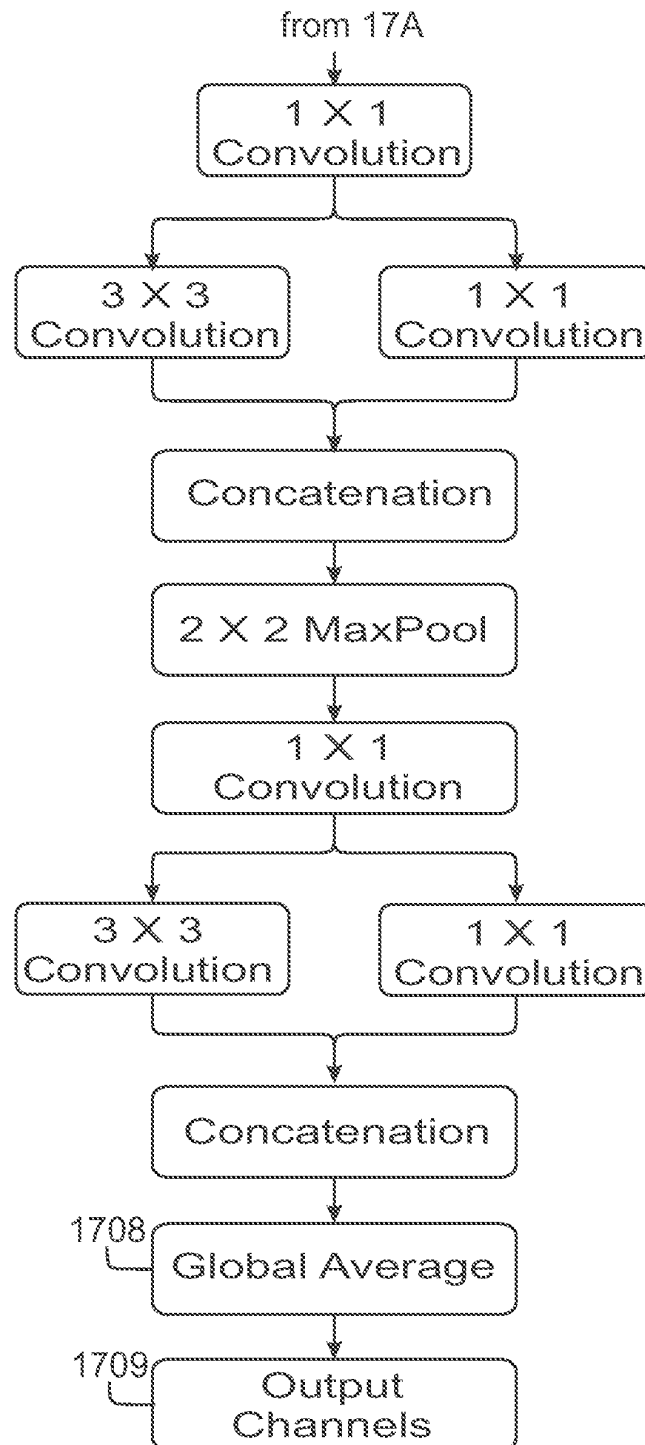 from 17A
1 X 1
Convolution
3 X 3
Convolution
1 X 1
Convolution
Concatenation
2 X 2 MaxPool
1 X 1
Convolution
3 X 3
Convolution
1 X 1
Convolution
Concatenation
1708
Global Average
1709
Output
Channels